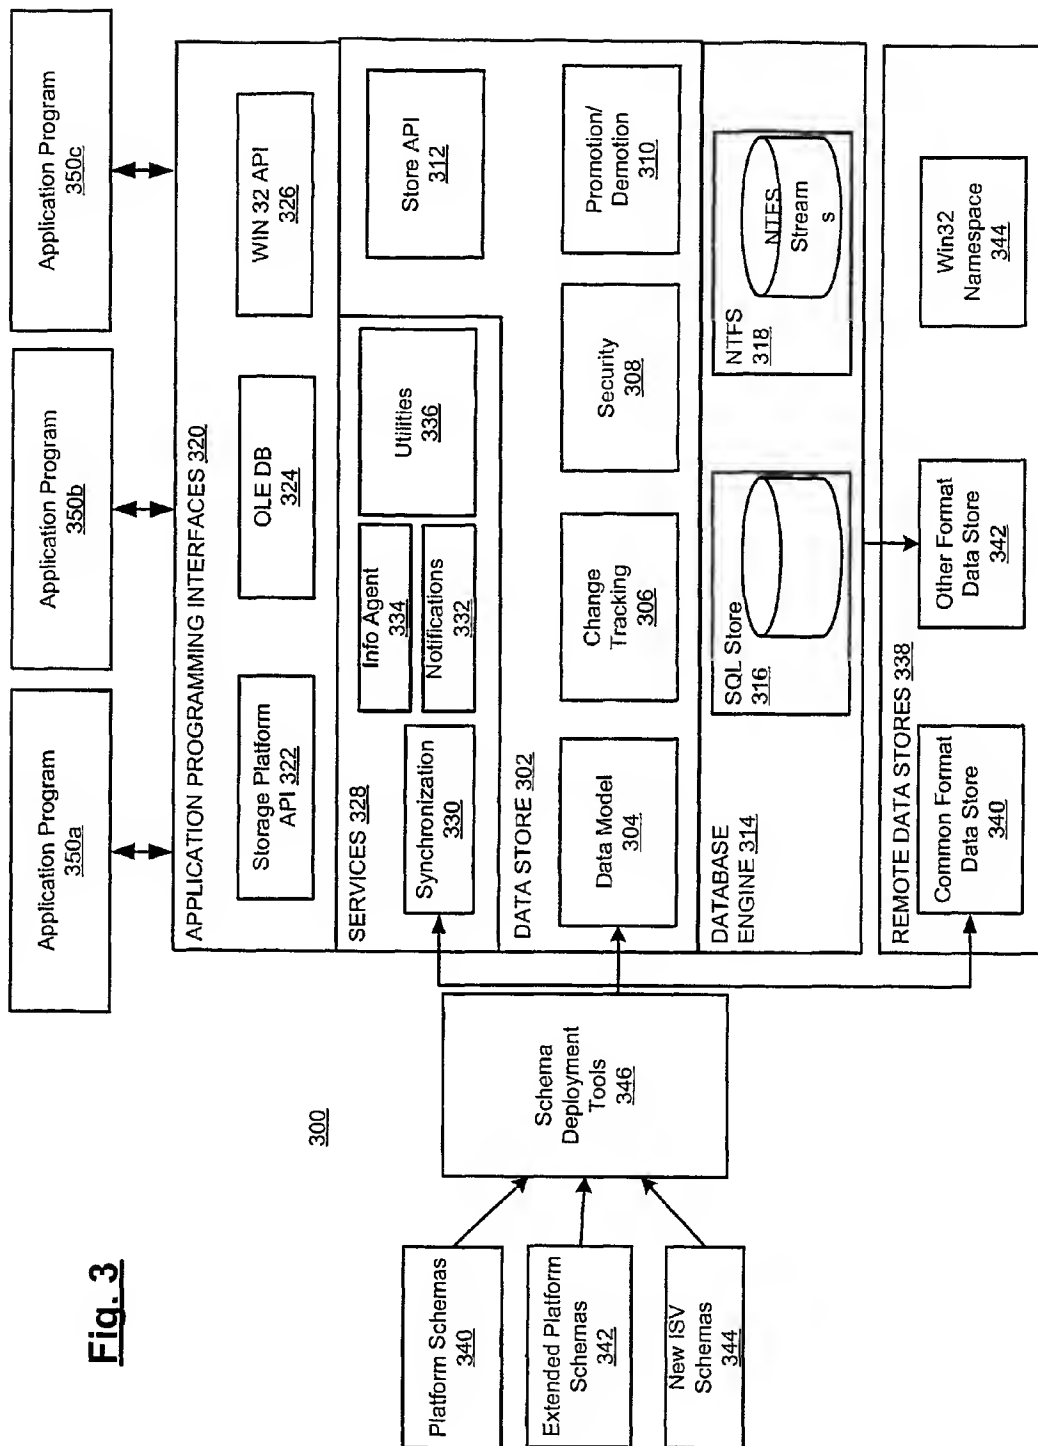 Application Program
350a
Application Program
350b
Application Program
350c
APPLICATION PROGRAMMING INTERFACES 320
Storage Platform
API 322
OLE DB
324
WIN 32 API
326
SERVICES 328
Synchronization
330
Info Agent
334
Notifications
332
Utilities
336
Store API
312
DATA STORE 302
Data Model
304
Change
Tracking
306
Security
308
Promotion/
Demotion
310
DATABASE
ENGINE 314
SQL Store
316
NTFS
318
NTFS
Stream
s
REMOTE DATA STORES 338
Common Format
Data Store
340
Other Format
Data Store
342
Win32
Namespace
344
300
Schema
Deployment
Tools
346
Platform Schemas
340
Extended Platform
Schemas
342
New ISV
Schemas
344
Fig. 3